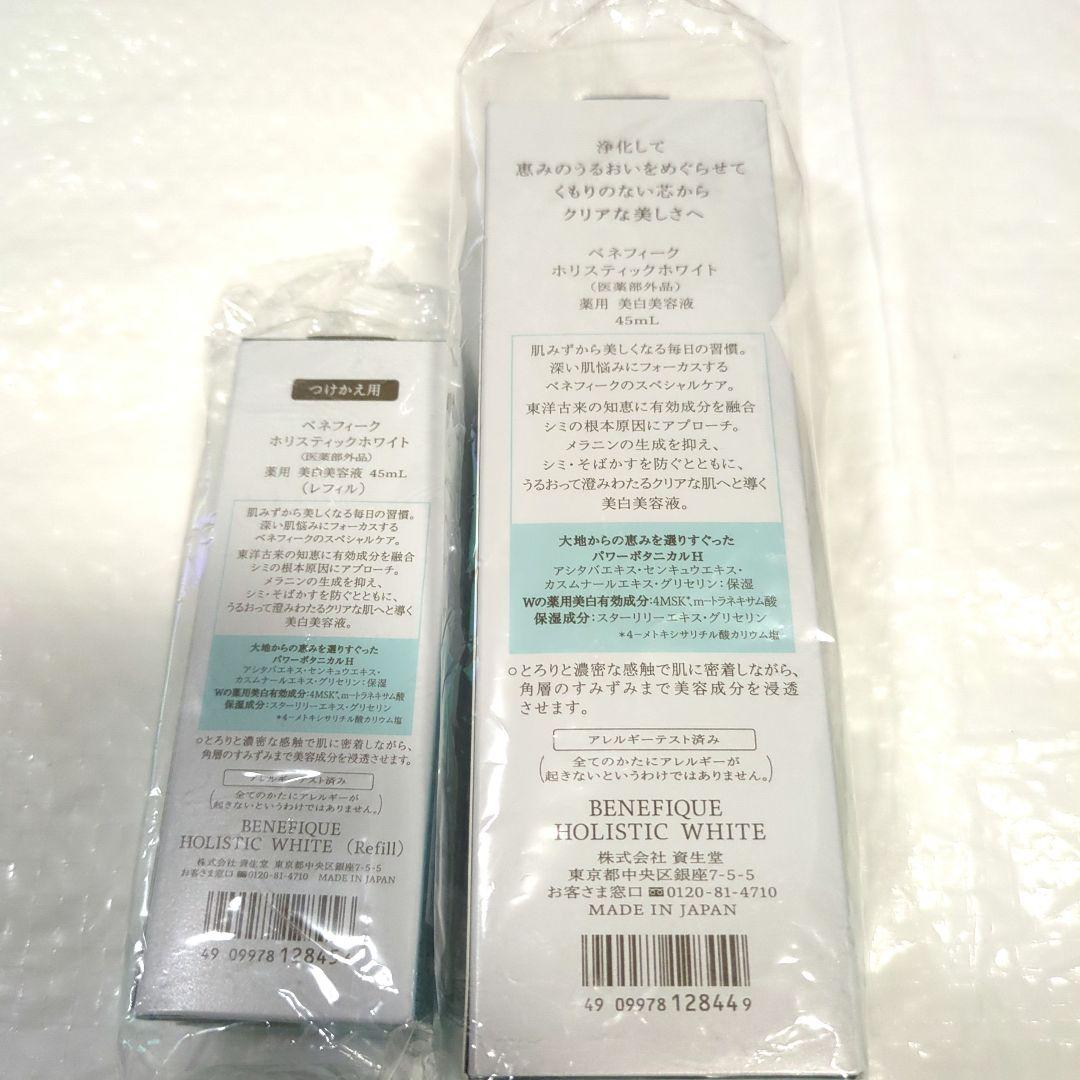 つけかえ用
ベネフィーク
ホリスティックホワイト
(医薬部外品)
薬用 美白美容液 45mL
(レフィル)
肌みずから美しくなる毎日の習慣。
深い肌悩みにフォーカスする
ベネフィークのスペシャルケア。
東洋古来の知恵に有効成分を融合
シミの根本原因にアプローチ。
メラニンの生成を抑え、
シミ・そばかすを防ぐとともに、
うるおって澄みわたるクリアな肌へと導く
美白美容液。
大地からの恵みを選りすぐった
パワーボタニカルH
アシタバエキス・センキュウエキス・
カスムナールエキス・グリセリン:保湿
Wの薬用美白有効成分:4MSK*、m-トラネキサム酸
保湿成分:スターリリーエキス・グリセリン
*4-メトキシサリチル酸カリウム塩
○とろりと濃密な感触で肌に密着しながら、
角層のすみずみまで美容成分を浸透させます。
アレルギーテスト済み
(全てのかたにアレルギーが
起きないというわけではありません。)
BENEFIQUE
HOLISTIC WHITE (Refill)
株式会社 資生堂 東京都中央区銀座7-5-5
お客さま窓口 0120-81-4710 MADE IN JAPAN
49 09978 12845
浄化して
恵みのうるおいをめぐらせて
くもりのない芯から
クリアな美しさへ
ベネフィーク
ホリスティックホワイト
(医薬部外品)
薬用 美白美容液
45mL
肌みずから美しくなる毎日の習慣。
深い肌悩みにフォーカスする
ベネフィークのスペシャルケア。
東洋古来の知恵に有効成分を融合
シミの根本原因にアプローチ。
メラニンの生成を抑え、
シミ・そばかすを防ぐとともに、
うるおって澄みわたるクリアな肌へと導く
美白美容液。
大地からの恵みを選りすぐった
パワーボタニカルH
アシタバエキス・センキュウエキス・
カスムナールエキス・グリセリン:保湿
Wの薬用美白有効成分:4MSK*、m-トラネキサム酸
保湿成分:スターリリーエキス・グリセリン
*4-メトキシサリチル酸カリウム塩
○とろりと濃密な感触で肌に密着しながら、
角層のすみずみまで美容成分を浸透
させます。
アレルギーテスト済み
(全てのかたにアレルギーが
起きないというわけではありません。)
BENEFIQUE
HOLISTIC WHITE
株式会社 資生堂
東京都中央区銀座7-5-5
お客さま窓口 0120-81-4710
MADE IN JAPAN
49 09978 128449